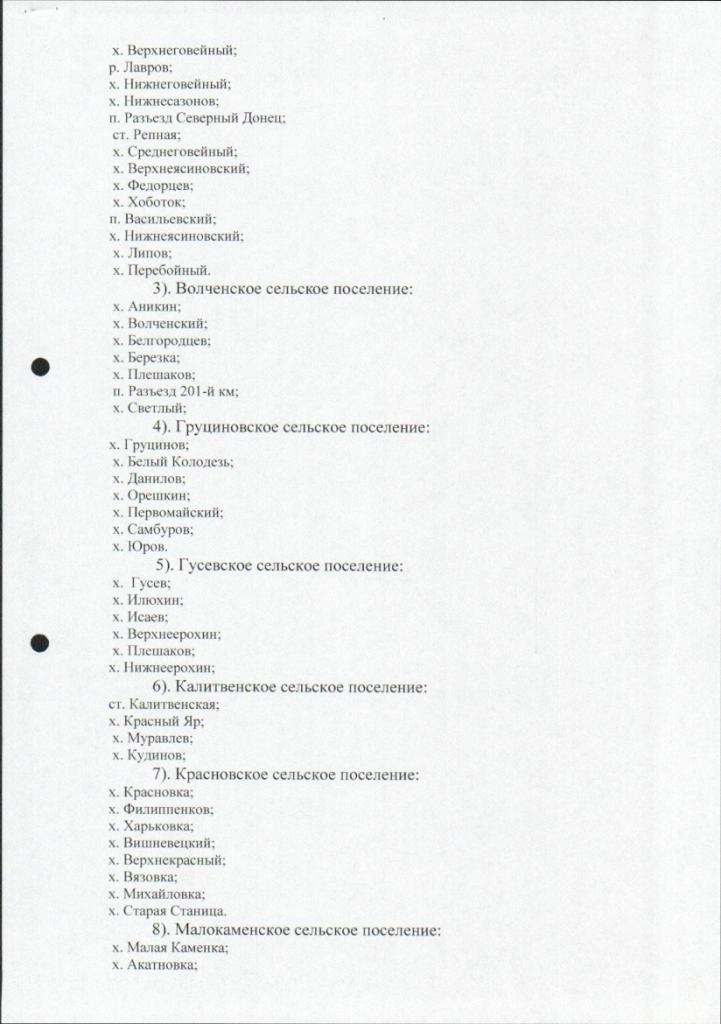 х. Верхнеговейный;
р. Лавров;
х. Нижнеговейный;
х. Нижнесазонов;
п. Разъезд Северный Донец;
ст. Репная;
х. Среднеговейный;
х. Верхнеясиновский;
х. Федорцев;
х. Хоботок;
п. Васильевский;
х. Нижнеясиновский;
х. Липов;
х. Перебойный.
3). Волченское сельское поселение:
х. Аникин;
х. Волченский;
х. Белгородцев;
х. Березка;
х. Плешаков;
п. Разъезд 201-й км;
х. Светлый;
4). Груциновское сельское поселение:
х. Груцинов;
х. Белый Колодезь;
х. Данилов;
х. Орешкин;
х. Первомайский;
х. Самбуров;
х. Юров.
5). Гусевское сельское поселение:
х. Гусев;
х. Илюхин;
х. Исаев;
х. Верхнеерохин;
х. Плешаков;
х. Нижнеерохин;
6). Калитвенское сельское поселение:
ст. Калитвенская;
х. Красный Яр;
х. Муравлев;
х. Кудинов;
7). Красновское сельское поселение:
х. Красновка;
х. Филиппенков;
х. Харьковка;
х. Вишневецкий;
х. Верхнекрасный;
х. Вязовка;
х. Михайловка;
х. Старая Станица.
8). Малокаменское сельское поселение:
х. Малая Каменка;
х. Акатновка;